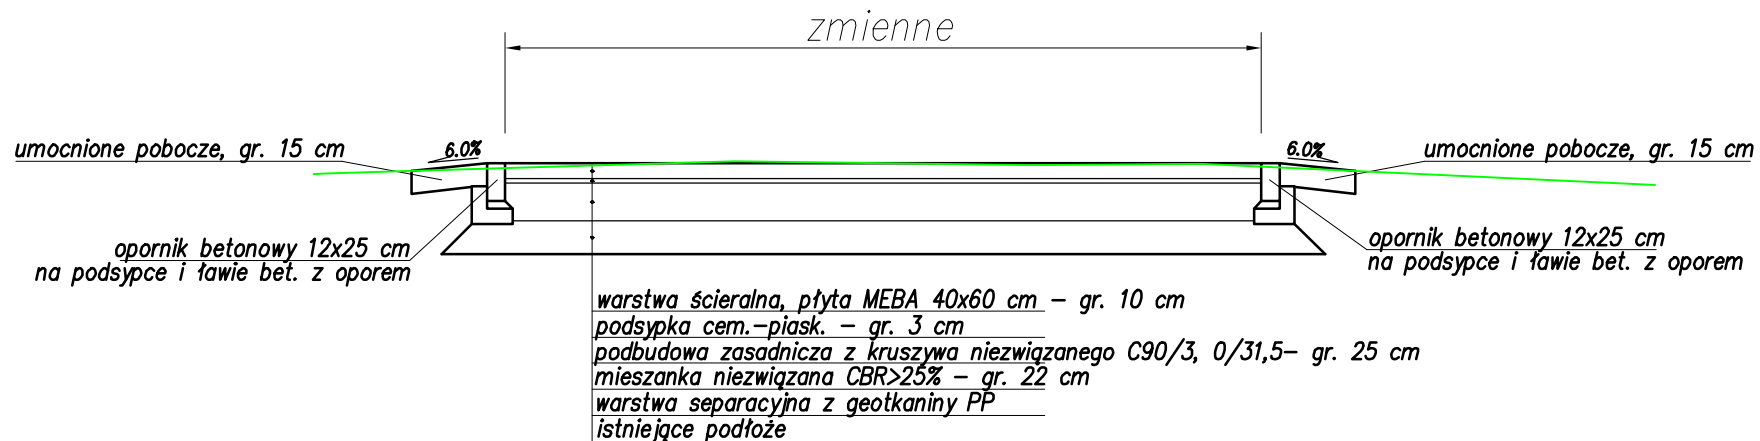 zmienne
6.0%
6.0%
umocnione pobocze, gr. 15 cm
umocnione pobocze, gr. 15 cm
opornik betonowy 12x25 cm
na podsypce i ławie bet. z oporem
opornik betonowy 12x25 cm
na podsypce i ławie bet. z oporem
warstwa ścieralna, płyta MEBA 40x60 cm – gr. 10 cm
podsypka cem.–piask. – gr. 3 cm
podbudowa zasadnicza z kruszywa niezwiązanego C90/3, 0/31,5– gr. 25 cm
mieszanka niezwiązana CBR>25% – gr. 22 cm
warstwa separacyjna z geotkaniny PP
istniejące podłoże